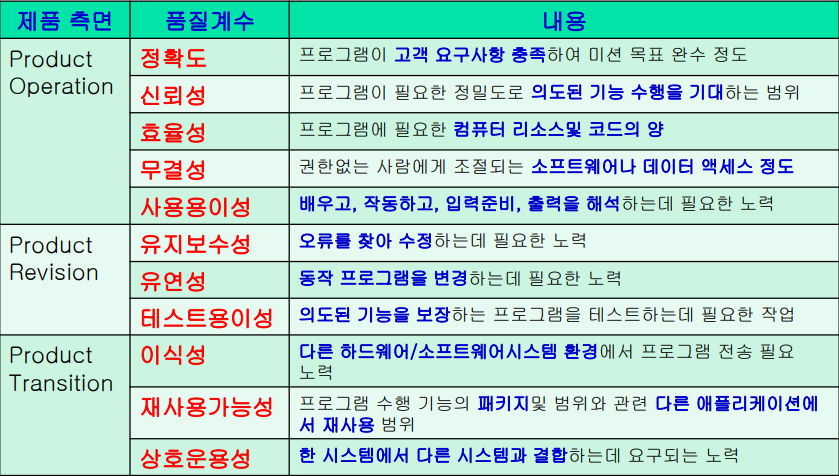 제품 측면 품질계수 내용
Product Operation 정확도 프로그램이 고객 요구사항 충족하여 미션 목표 완수 정도
신뢰성 프로그램이 필요한 정밀도로 의도된 기능 수행을 기대하는 범위
효율성 프로그램에 필요한 컴퓨터 리소스및 코드의 양
무결성 권한없는 사람에게 조절되는 소프트웨어나 데이터 액세스 정도
사용용이성 배우고, 작동하고, 입력준비, 출력을 해석하는데 필요한 노력
Product Revision 유지보수성 오류를 찾아 수정하는데 필요한 노력
유연성 동작 프로그램을 변경하는데 필요한 노력
테스트용이성 의도된 기능을 보장하는 프로그램을 테스트하는데 필요한 작업
Product Transition 이식성 다른 하드웨어/소프트웨어시스템 환경에서 프로그램 전송 필요
노력
재사용가능성 프로그램 수행 기능의 패키지및 범위와 관련 다른 애플리케이션에
서 재사용 범위
상호운용성 한 시스템에서 다른 시스템과 결합하는데 요구되는 노력